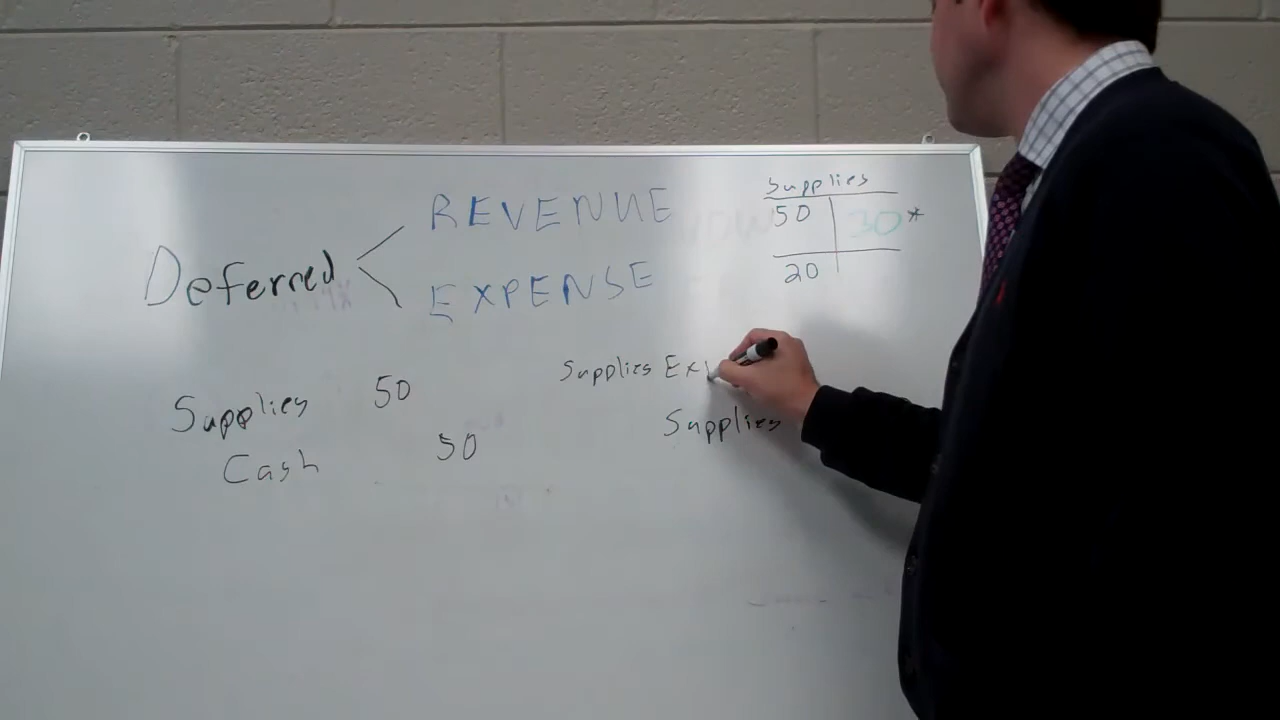 Deferred
REVENUE
EXPENSE
Supplies
50 30*
20
Supplies 50
Cash 50
Supplies Exp
Supplies